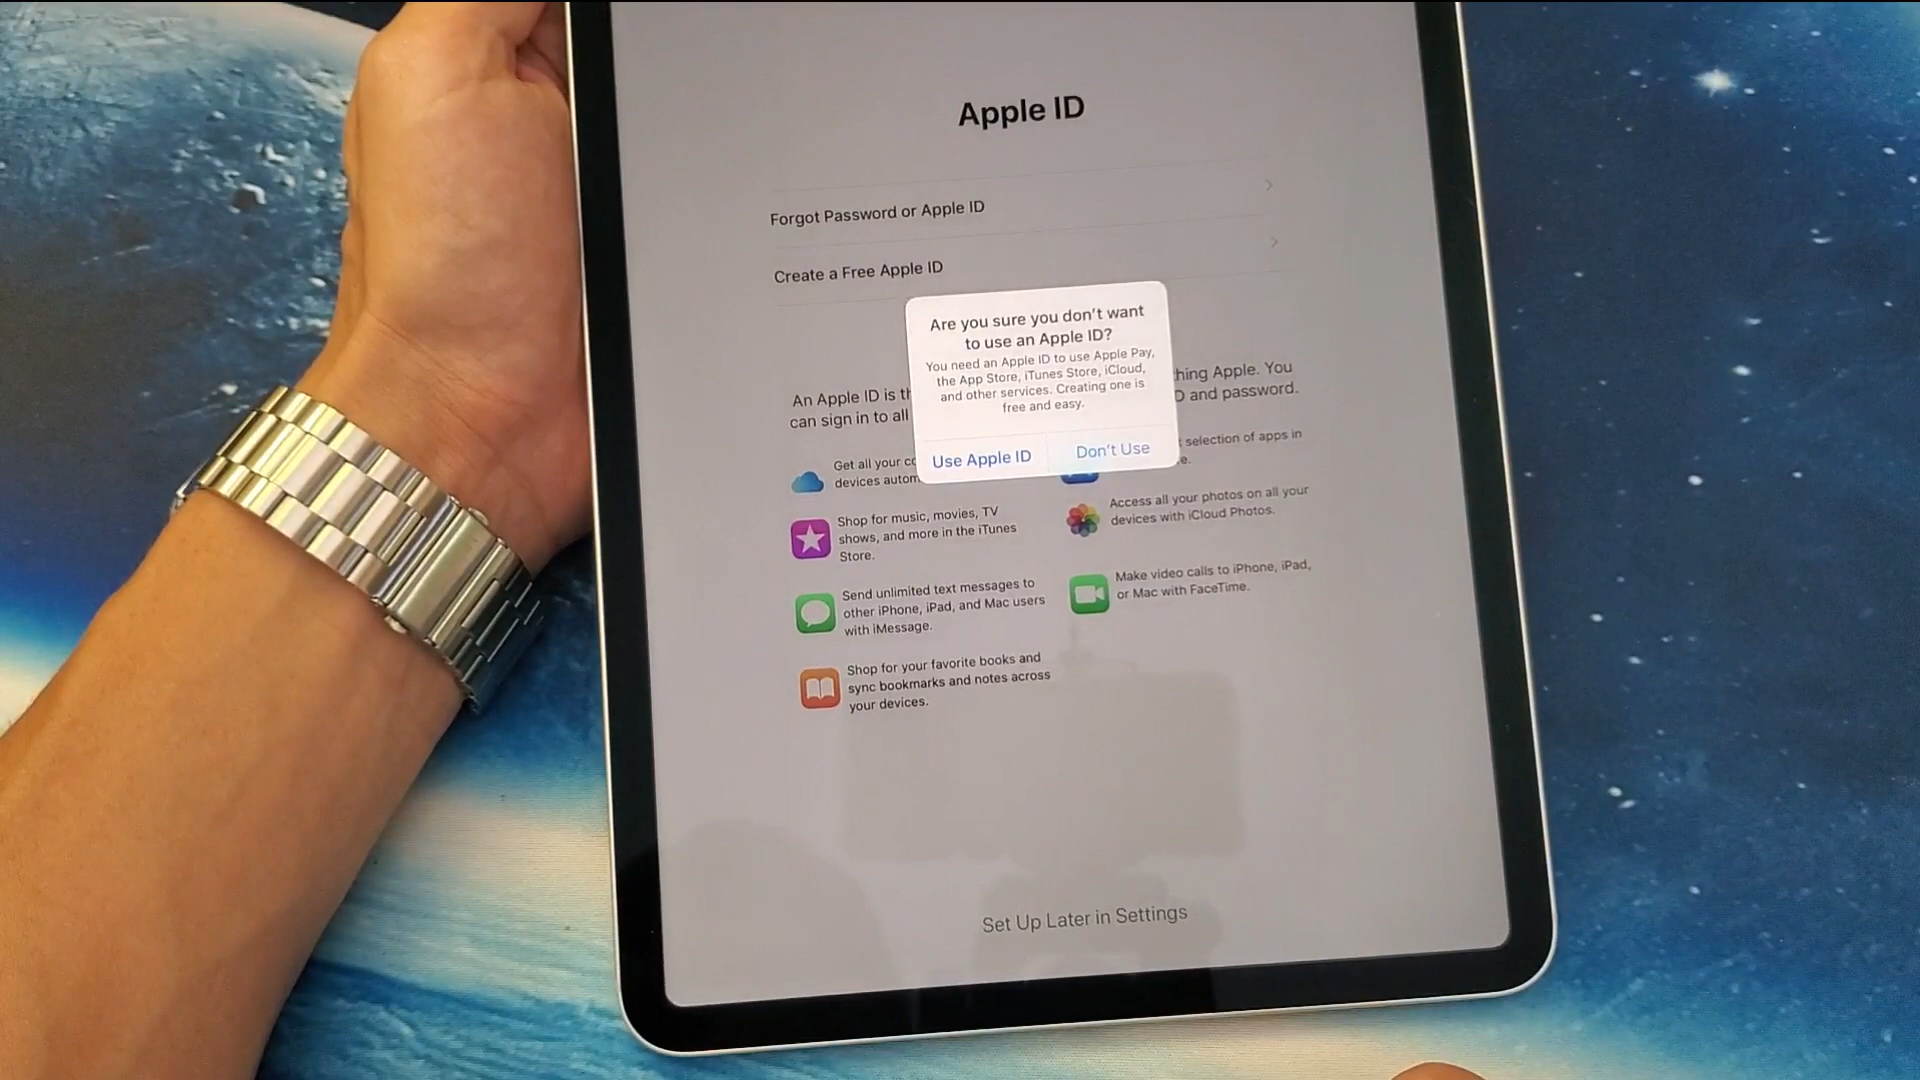 Apple ID
Forgot Password or Apple ID
Create a Free Apple ID
Are you sure you don't want
to use an Apple ID?
You need an Apple ID to use Apple Pay,
the App Store, iTunes Store, iCloud,
and other services. Creating one is
free and easy.
Use Apple ID
Don't Use
An Apple ID is
hing Apple. You
can sign in to all
and password.
Get all your
devices
selection of apps in
Shop for music, movies, TV
shows, and more in the iTunes
Store.
Access all your photos on all your
devices with iCloud Photos.
Send unlimited text messages to
other iPhone, iPad, and Mac users
with iMessage.
Make video calls to iPhone, iPad,
or Mac with FaceTime.
Shop for your favorite books and
sync bookmarks and notes across
your devices.
Set Up Later in Settings